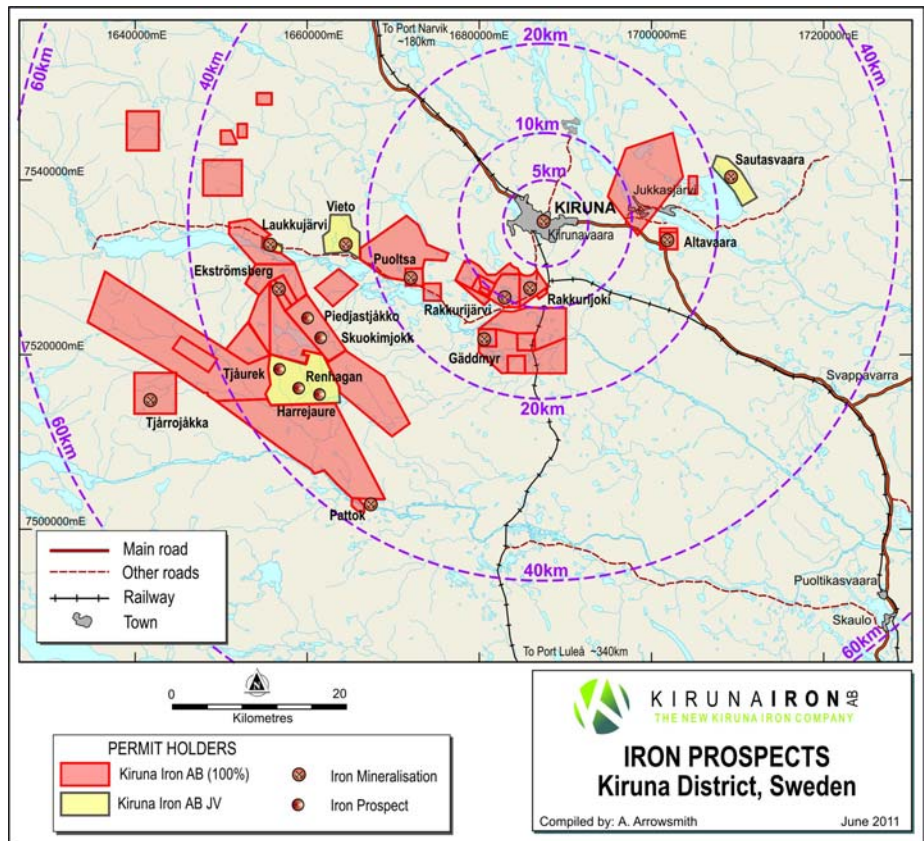 1640000mE
1660000mE
To Port Narvik
~180km
1680000mE
1700000mE
1720000mE
60km
40km
20km
40km
10km
5km
7540000mE
Sautasvaara
Jukkasjärvi
Vieto
Laukkujärvi
KIRUNA
Kiirunavaara
Altavaara
Puoltsa
Ekströmsberg
Rakkurijärvi
Rakkurijoki
Piedjastjåkko
Skuokimjokk
7520000mE
Gäddmyr
Tjåurek
Renhagan
Harrejaure
Svappavarra
Tjårrojåkka
20km
60km
Pattok
7500000mE
40km
Main road
Other roads
Railway
Town
Puoltikasvaara
Skaulo
60km
To Port Luleå ~340km
N
0 20
Kilometres
KIRUNAIRON AB
THE NEW KIRUNA IRON COMPANY
PERMIT HOLDERS
Kiruna Iron AB (100%)
Iron Mineralisation
Kiruna Iron AB JV
Iron Prospect
IRON PROSPECTS
Kiruna District, Sweden
Compiled by: A. Arrowsmith June 2011